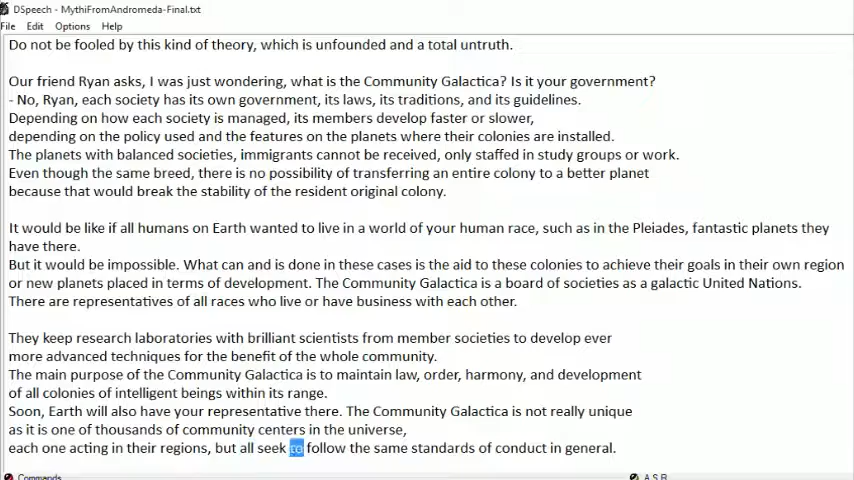 DSpeech - MythiFromAndromeda-Final.txt
File Edit Options Help
Do not be fooled by this kind of theory, which is unfounded and a total untruth.
Our friend Ryan asks, I was just wondering, what is the Community Galactica? Is it your government?
- No, Ryan, each society has its own government, its laws, its traditions, and its guidelines.
Depending on how each society is managed, its members develop faster or slower,
depending on the policy used and the features on the planets where their colonies are installed.
The planets with balanced societies, immigrants cannot be received, only staffed in study groups or work.
Even though the same breed, there is no possibility of transferring an entire colony to a better planet
because that would break the stability of the resident original colony.
It would be like if all humans on Earth wanted to live in a world of your human race, such as in the Pleiades, fantastic planets they
have there.
But it would be impossible. What can and is done in these cases is the aid to these colonies to achieve their goals in their own region
or new planets placed in terms of development. The Community Galactica is a board of societies as a galactic United Nations.
There are representatives of all races who live or have business with each other.
They keep research laboratories with brilliant scientists from member societies to develop ever
more advanced techniques for the benefit of the whole community.
The main purpose of the Community Galactica is to maintain law, order, harmony, and development
of all colonies of intelligent beings within its range.
Soon, Earth will also have your representative there. The Community Galactica is not really unique
as it is one of thousands of community centers in the universe,
each one acting in their regions, but all seek to follow the same standards of conduct in general.
Commands A.S.R